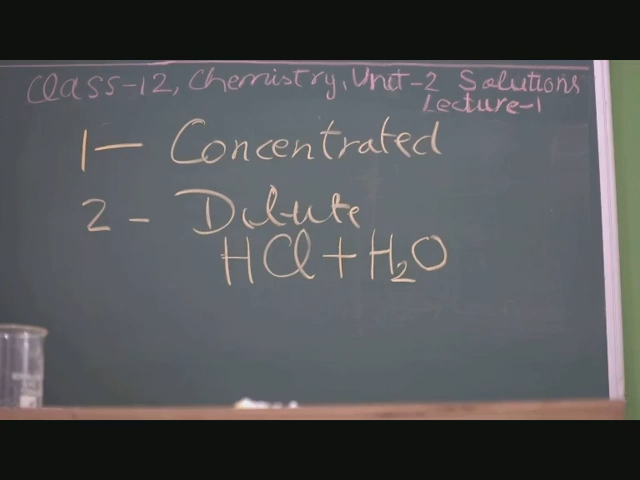 Class-12, Chemistry, Unit-2 Solutions
Lecture-1
1- Concentrated
2- Dilute
HCl+H₂O